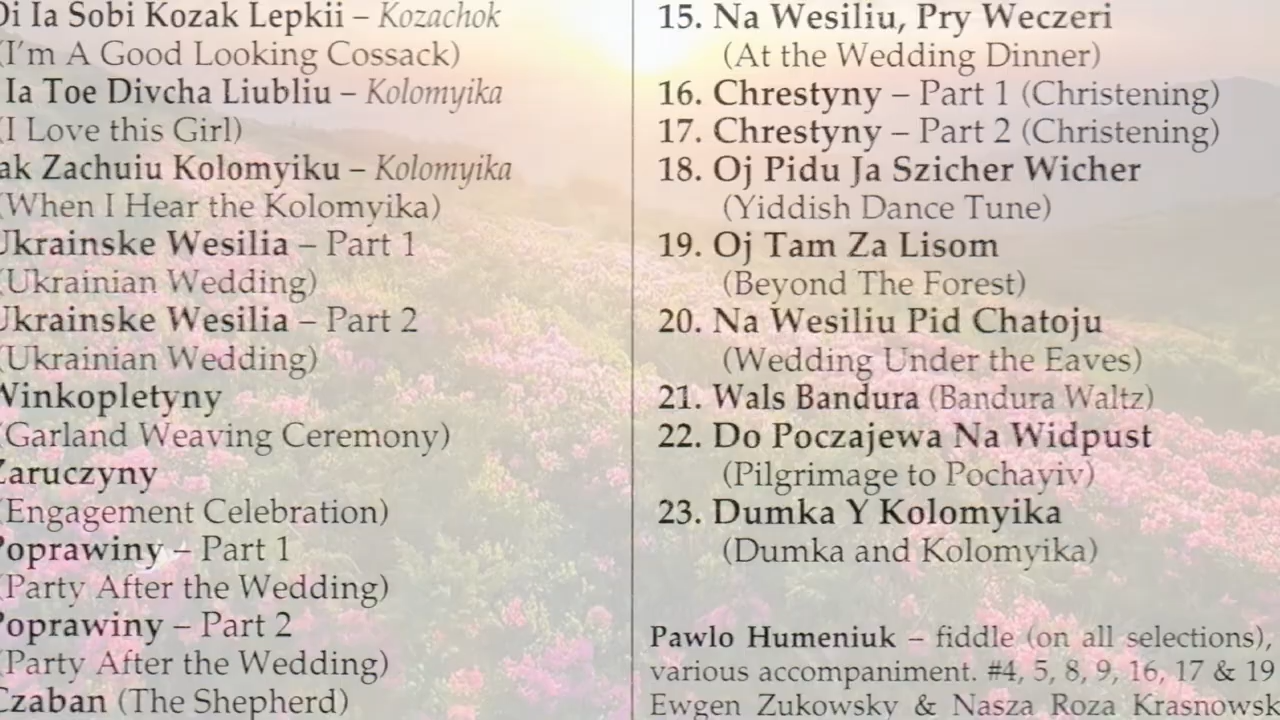 Oi Ia Sobi Kozak Lepkii – Kozachok
(I'm A Good Looking Cossack)
Ia Toe Divcha Liubliu – Kolomyika
(I Love this Girl)
ak Zachuiu Kolomyiku – Kolomyika
(When I Hear the Kolomyika)
Ukrainske Wesilia – Part 1
(Ukrainian Wedding)
Ukrainske Wesilia – Part 2
(Ukrainian Wedding)
Winkopletyny
(Garland Weaving Ceremony)
Zaruczyny
(Engagement Celebration)
Poprawiny – Part 1
(Party After the Wedding)
Poprawiny – Part 2
(Party After the Wedding)
Czaban (The Shepherd)
15. Na Wesiliu, Pry Weczeri
(At the Wedding Dinner)
16. Chrestyny – Part 1 (Christening)
17. Chrestyny – Part 2 (Christening)
18. Oj Pidu Ja Szicher Wicher
(Yiddish Dance Tune)
19. Oj Tam Za Lisom
(Beyond The Forest)
20. Na Wesiliu Pid Chatoju
(Wedding Under the Eaves)
21. Wals Bandura (Bandura Waltz)
22. Do Poczajewa Na Widpust
(Pilgrimage to Pochayiv)
23. Dumka Y Kolomyika
(Dumka and Kolomyika)
Pawlo Humeniuk – fiddle (on all selections),
various accompaniment. #4, 5, 8, 9, 16, 17 & 19
Ewgen Zukowsky & Nasza Roza Krasnowsk